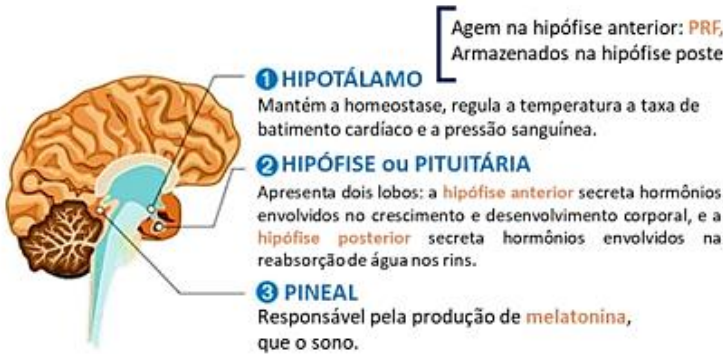 Agem na hipófise anterior: PRF,
Armazenados na hipófise poste
1 HIPOTÁLAMO
Mantém a homeostase, regula a temperatura a taxa de
batimento cardíaco e a pressão sanguínea.
2 HIPÓFISE ou PITUITÁRIA
Apresenta dois lobos: a hipófise anterior secreta hormônios
envolvidos no crescimento e desenvolvimento corporal, e a
hipófise posterior secreta hormônios envolvidos na
reabsorção de água nos rins.
3 PINEAL
Responsável pela produção de melatonina,
que o sono.